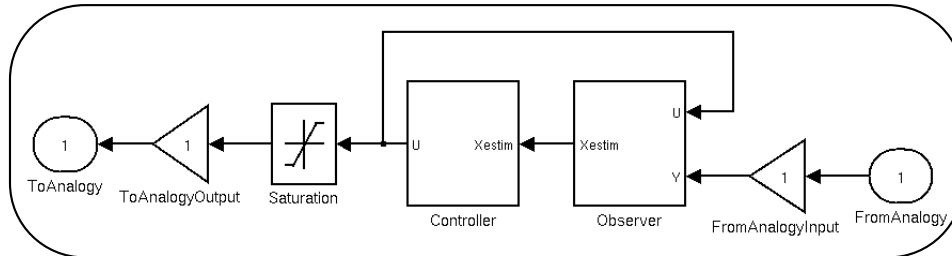 U
1
1
U
Xestim
Xestim
Y
1
1
ToAnalogy
ToAnalogyOutput
Saturation
Controller
Observer
FromAnalogyInput
FromAnalogy